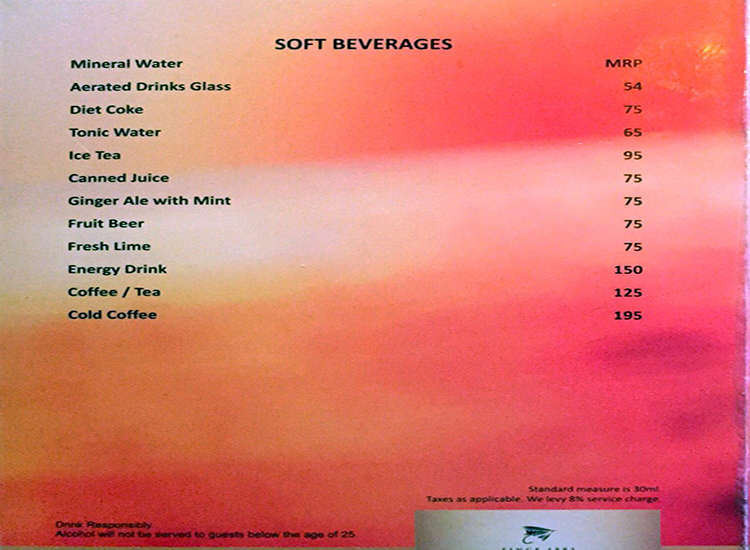 SOFT BEVERAGES
Mineral Water MRP
Aerated Drinks Glass 54
Diet Coke 75
Tonic Water 65
Ice Tea 95
Canned Juice 75
Ginger Ale with Mint 75
Fruit Beer 75
Fresh Lime 75
Energy Drink 150
Coffee / Tea 125
Cold Coffee 195
Standard measure is 30ml.
Taxes as applicable. We levy 8% service charge.
Drink Responsibly
Alcohol will not be served to guests below the age of 25